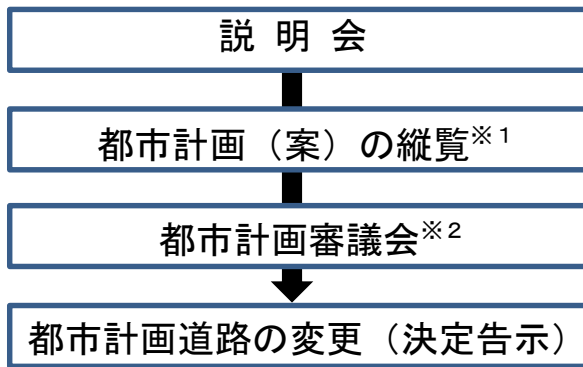 説 明 会
都市計画（案）の縦覧※１
都市計画審議会※２
都市計画道路の変更（決定告示）